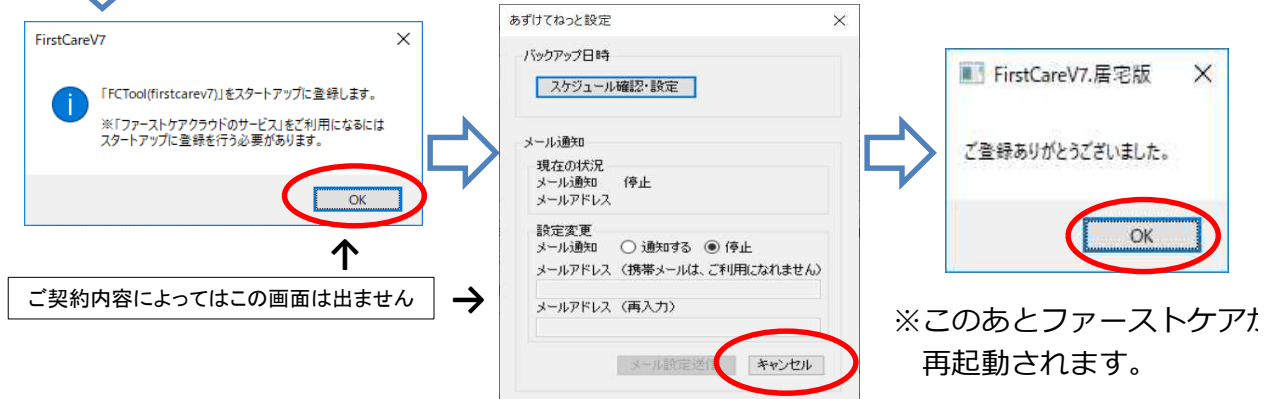 FirstCareV7
「FCTool(firstcarev7)」をスタートアップに登録します。
※「ファーストケアクラウドのサービス」をご利用になるには
スタートアップに登録を行う必要があります。
OK
ご契約内容によってはこの画面は出ません
あずけてねっと設定
バックアップ日時
スケジュール確認・設定
メール通知
現在の状況
メール通知 停止
メールアドレス
設定変更
メール通知 通知する 停止
メールアドレス (携帯メールは、ご利用になれません)
メールアドレス (再入力)
メール設定送信 キャンセル
FirstCareV7.居宅版
ご登録ありがとうございました。
OK
※このあとファーストケアが
再起動されます。